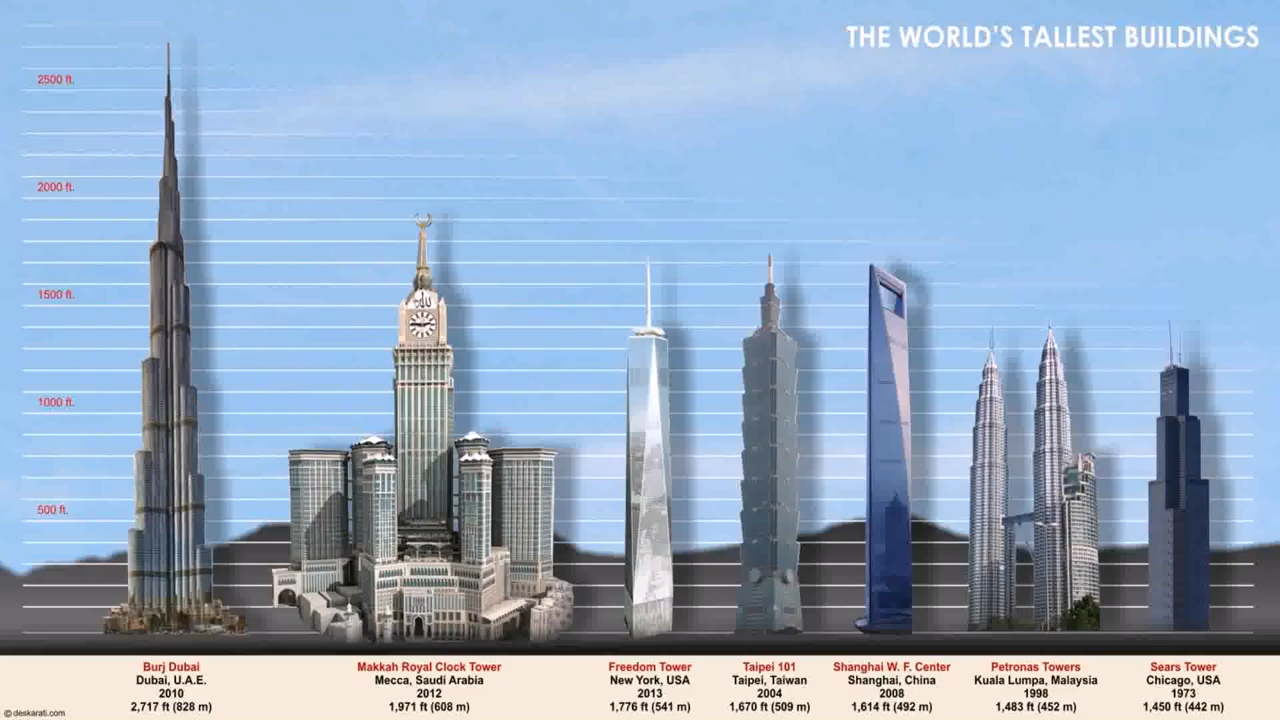 THE WORLD'S TALLEST BUILDINGS
2500 ft.
2000 ft.
1500 ft.
1000 ft.
500 ft.
Burj Dubai
Dubai, U.A.E.
2010
2,717 ft (828 m)
Makkah Royal Clock Tower
Mecca, Saudi Arabia
2012
1,971 ft (608 m)
Freedom Tower
New York, USA
2013
1,776 ft (541 m)
Taipei 101
Taipei, Taiwan
2004
1,670 ft (509 m)
Shanghai W. F. Center
Shanghai, China
2008
1,614 ft (492 m)
Petronas Towers
Kuala Lumpa, Malaysia
1998
1,483 ft (452 m)
Sears Tower
Chicago, USA
1973
1,450 ft (442 m)
© deskarati.com